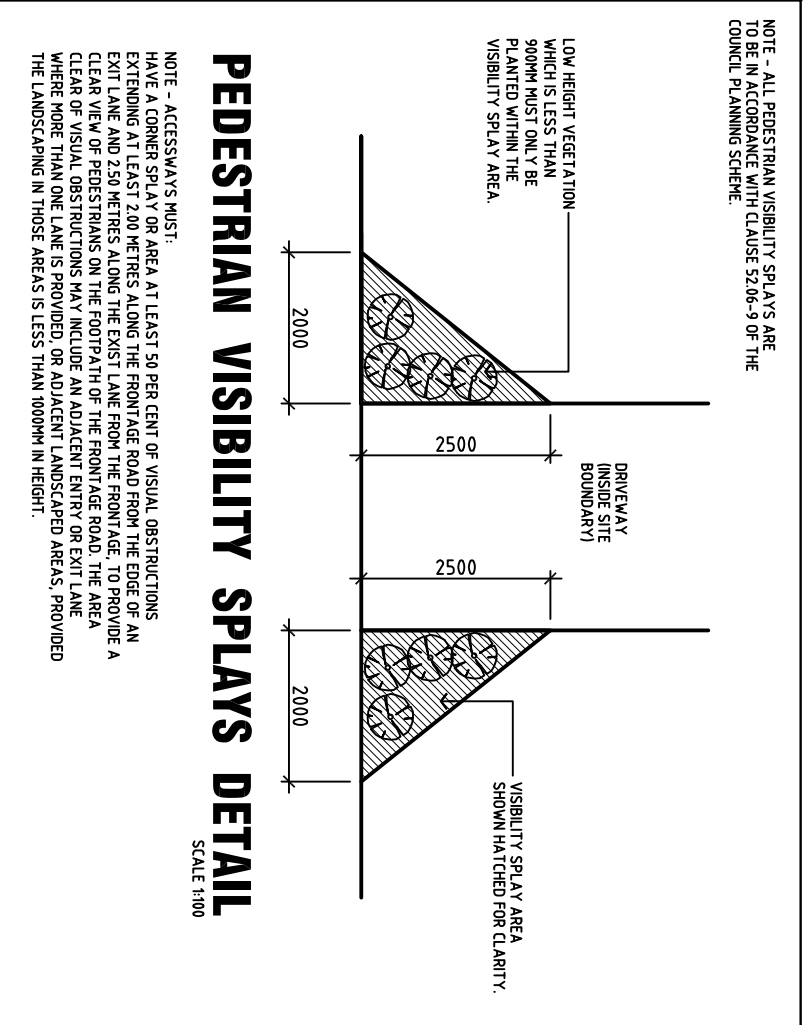 NOTE - ALL PEDESTRIAN VISIBILITY SPLAYS ARE
TO BE IN ACCORDANCE WITH CLAUSE 52.06-9 OF THE
COUNCIL PLANNING SCHEME.
LOW HEIGHT VEGETATION
WHICH IS LESS THAN
900MM MUST ONLY BE
PLANTED WITHIN THE
VISIBILITY SPLAY AREA.
DRIVEWAY
(INSIDE SITE
BOUNDARY)
VISIBILITY SPLAY AREA
SHOWN HATCHED FOR CLARITY.
2500
2500
2000
2000
PEDESTRIAN VISIBILITY SPLAYS DETAIL
SCALE 1:100
NOTE - ACCESSWAYS MUST:
HAVE A CORNER SPLAY OR AREA AT LEAST 50 PER CENT OF VISUAL OBSTRUCTIONS
EXTENDING AT LEAST 2.00 METRES ALONG THE FRONTAGE ROAD FROM THE EDGE OF AN
EXIT LANE AND 2.50 METRES ALONG THE EXIST LANE FROM THE FRONTAGE, TO PROVIDE A
CLEAR VIEW OF PEDESTRIANS ON THE FOOTPATH OF THE FRONTAGE ROAD. THE AREA
CLEAR OF VISUAL OBSTRUCTIONS MAY INCLUDE AN ADJACENT ENTRY OR EXIT LANE
WHERE MORE THAN ONE LANE IS PROVIDED, OR ADJACENT LANDSCAPED AREAS, PROVIDED
THE LANDSCAPING IN THOSE AREAS IS LESS THAN 1000MM IN HEIGHT.